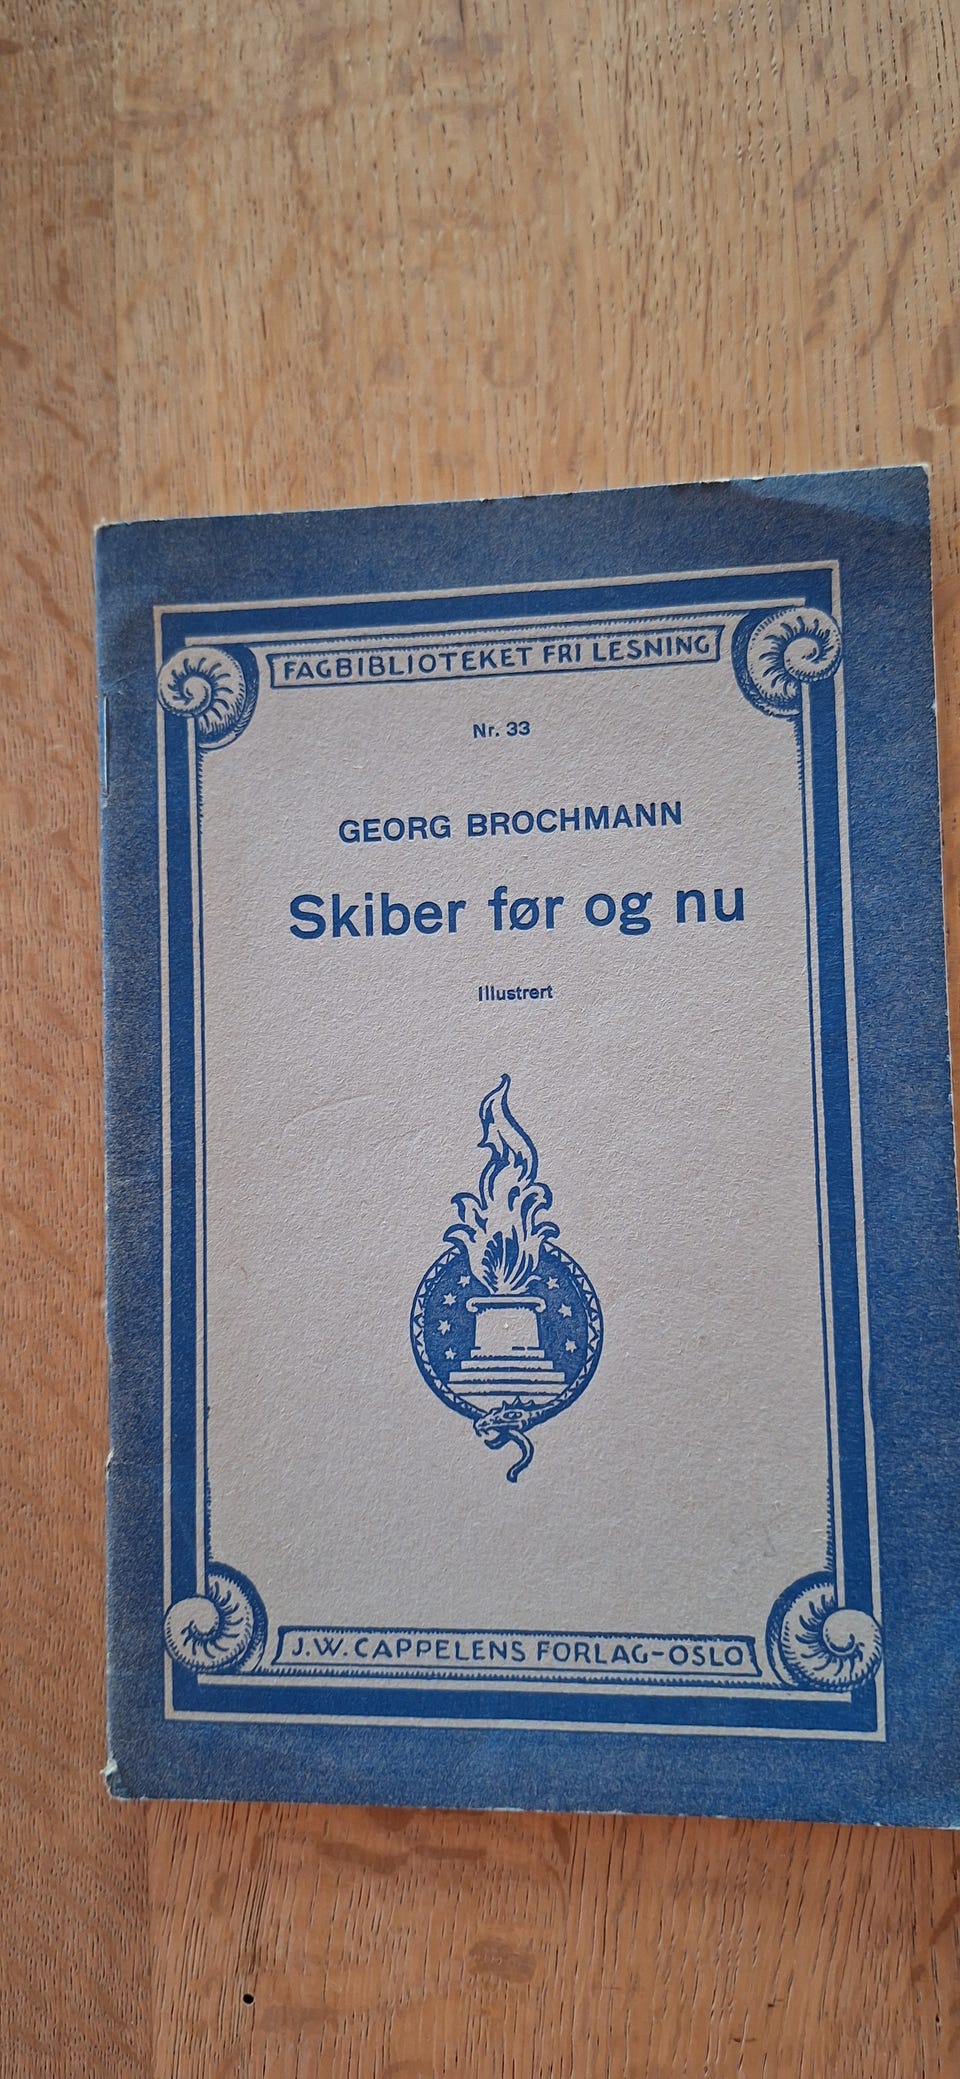 FAGBIBLIOTEKET FRI LESNING
Nr. 33
GEORG BROCHMANN
Skiber før og nu
Illustrert
J.W. CAPPELENS FORLAG-OSLO